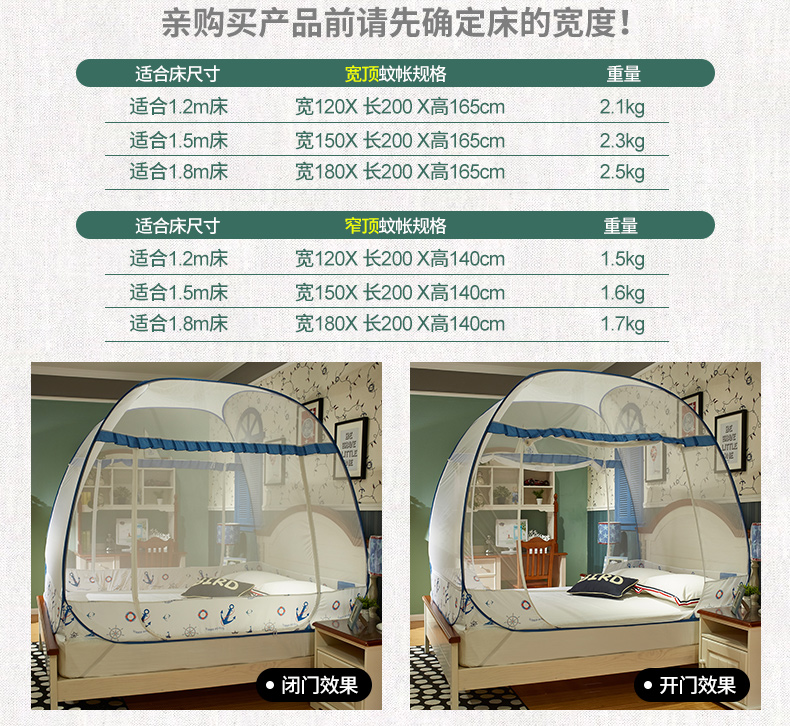 亲购买产品前请先确定床的宽度！
适合床尺寸 宽顶蚊帐规格 重量
适合1.2m床 宽120X 长200 X高165cm 2.1kg
适合1.5m床 宽150X 长200 X高165cm 2.3kg
适合1.8m床 宽180X 长200 X高165cm 2.5kg
适合床尺寸 窄顶蚊帐规格 重量
适合1.2m床 宽120X 长200 X高140cm 1.5kg
适合1.5m床 宽150X 长200 X高140cm 1.6kg
适合1.8m床 宽180X 长200 X高140cm 1.7kg
BE
BRAVE
LITTLE
ONE
闭门效果
开门效果